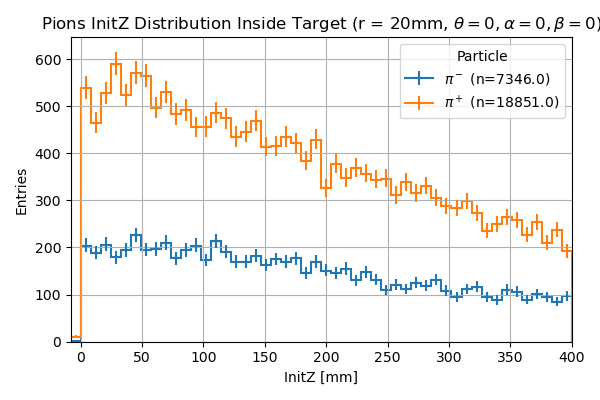 Pions InitZ Distribution Inside Target (r = 20mm, θ = 0, α = 0, β = 0)
Particle
π⁻ (n=7346.0)
π⁺ (n=18851.0)
Entries
600
500
400
300
200
100
0
0 50 100 150 200 250 300 350 400
InitZ [mm]